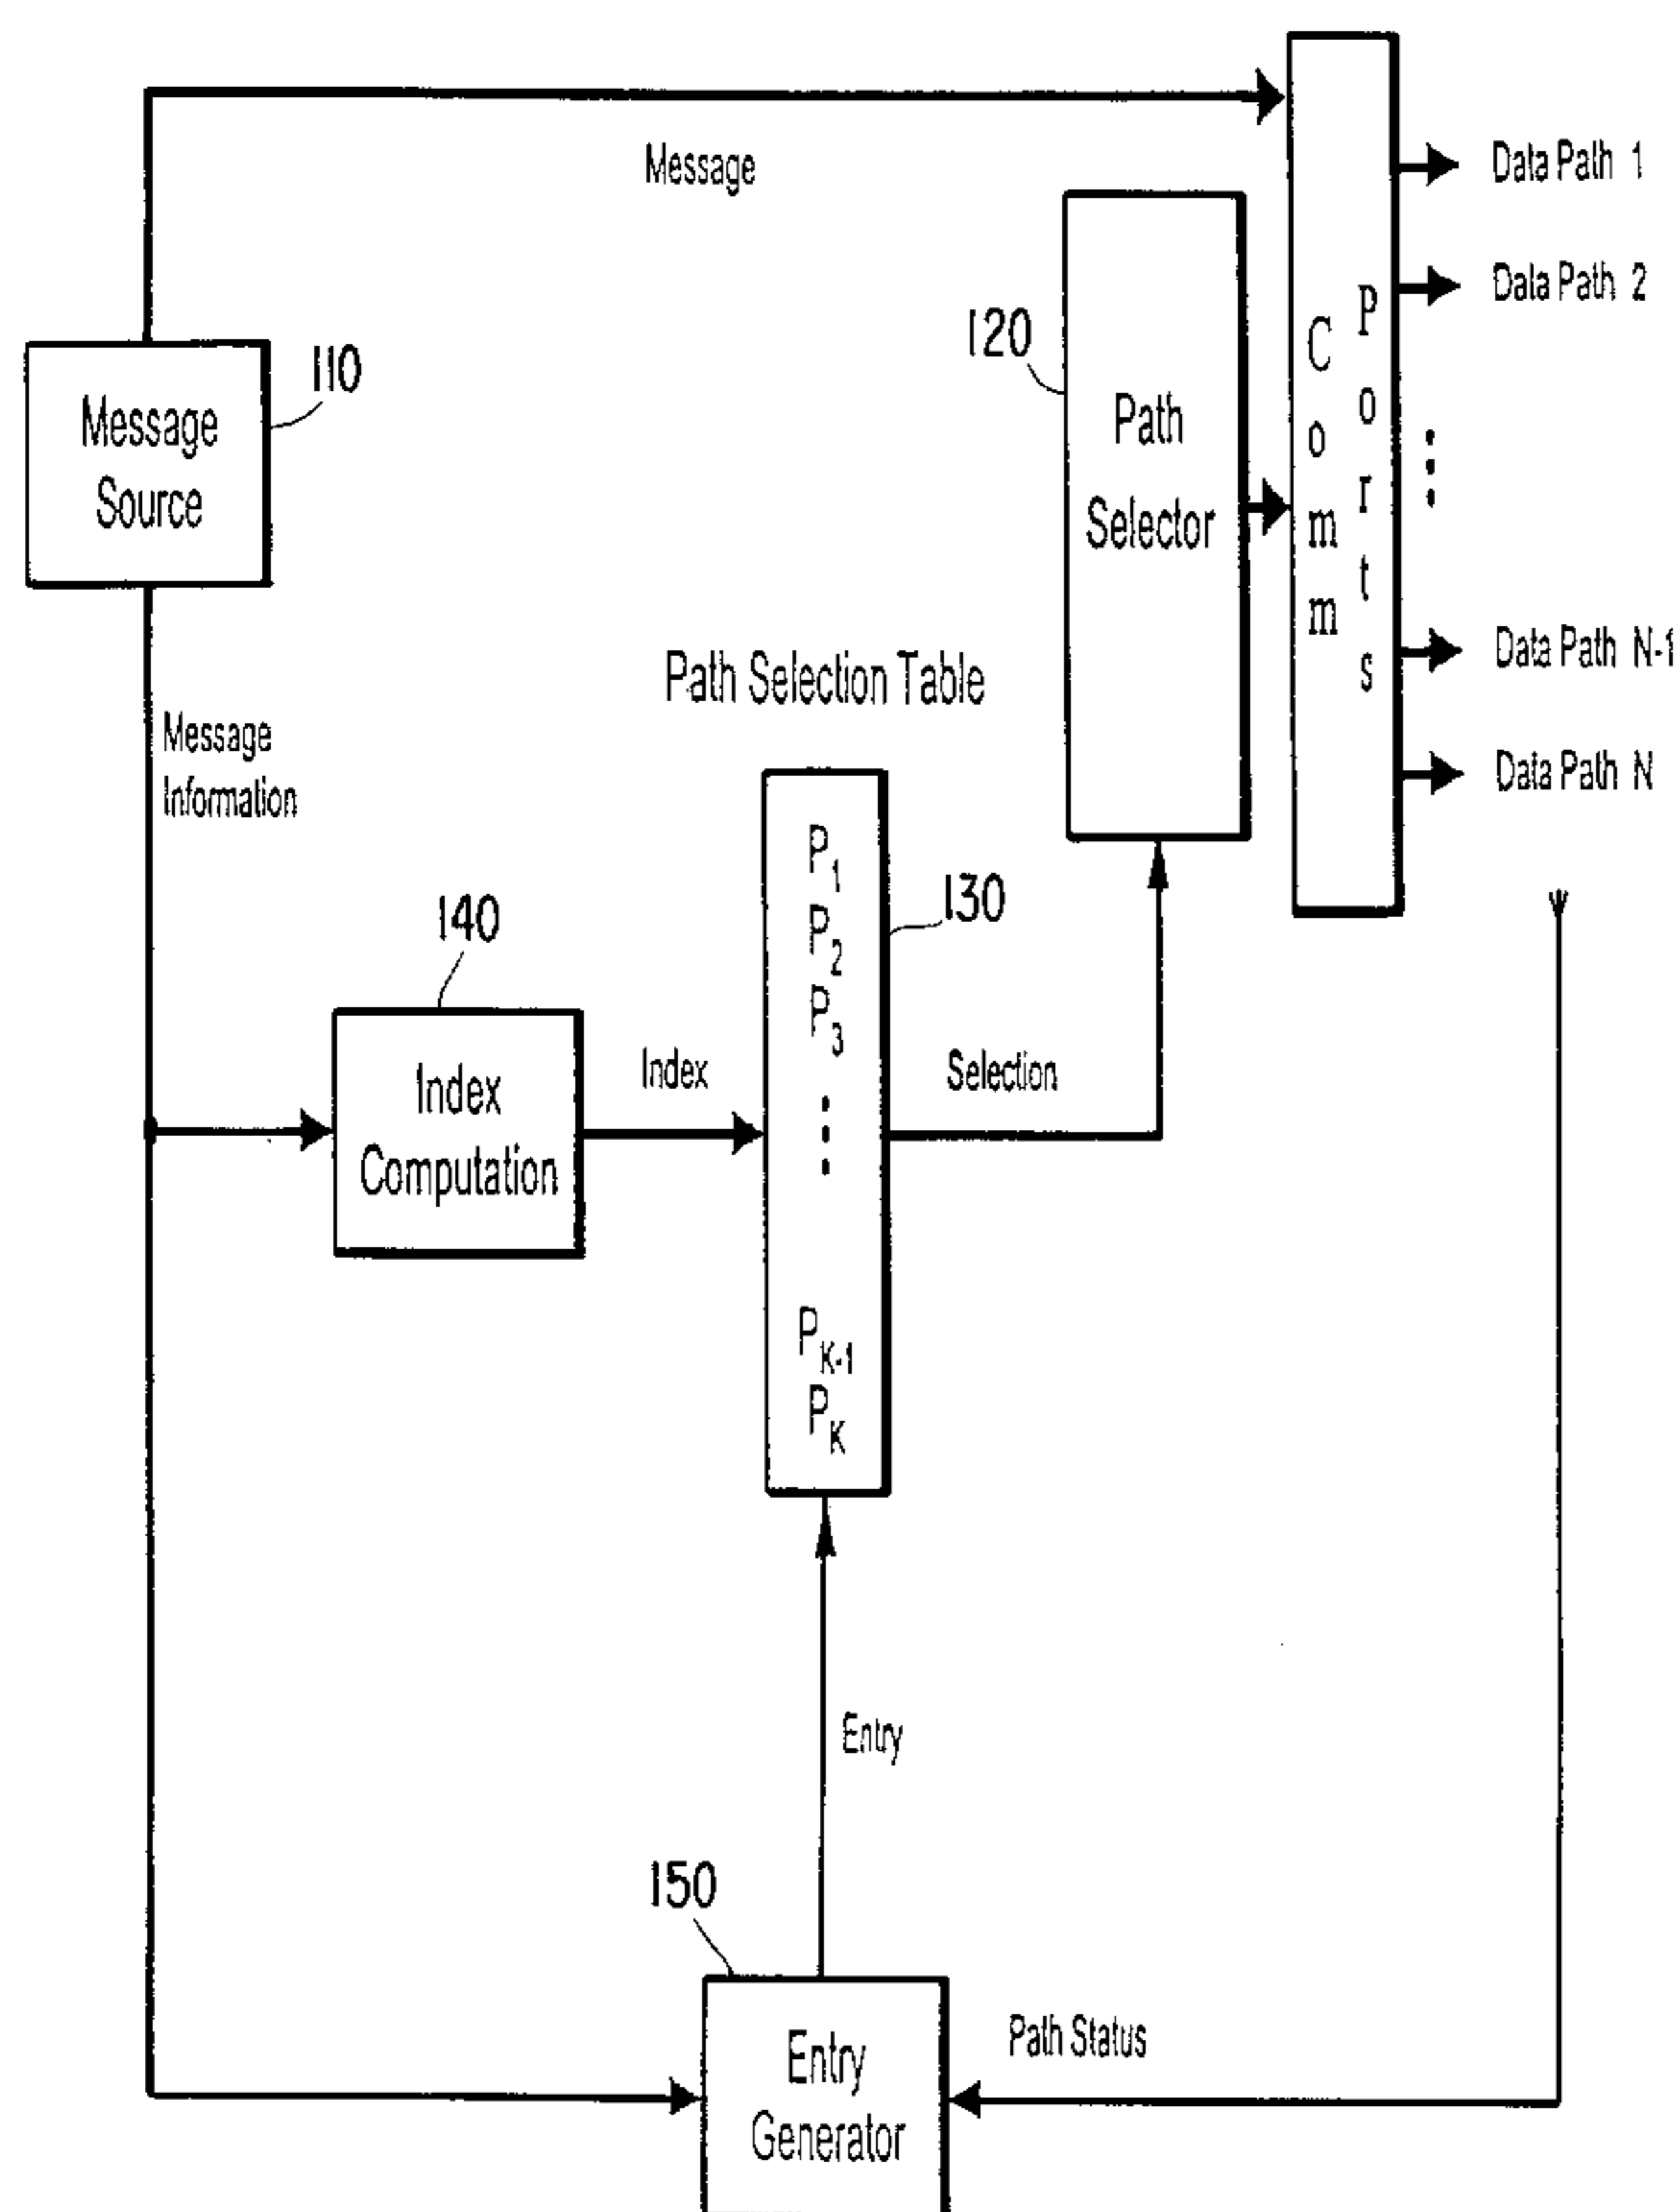 Message
Data Path 1
Data Path 2
110
Message
Source
120
Path
Selector
Comm
Ports
Data Path N-1
Data Path N
Path Selection Table
Message
Information
P1
P2
P3
PK-1
PK
130
140
Index
Computation
Index
Selection
Entry
150
Entry
Generator
Path Status